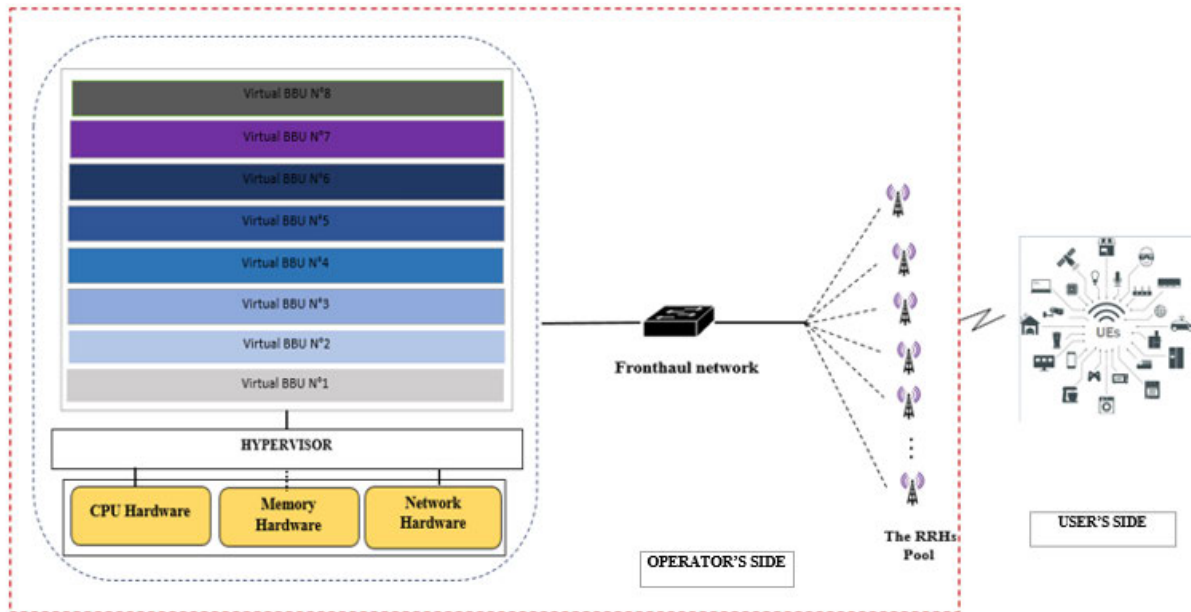 Virtual BBU N°8
Virtual BBU N°7
Virtual BBU N°6
Virtual BBU N°5
Virtual BBU N°4
Virtual BBU N°3
Virtual BBU N°2
Virtual BBU N°1
HYPERVISOR
CPU Hardware
Memory
Hardware
Network
Hardware
Fronthaul network
The RRHs
Pool
OPERATOR'S SIDE
UEs
USER'S SIDE